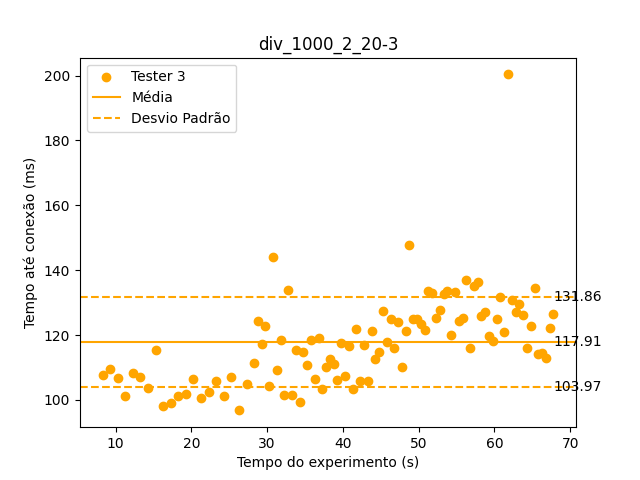 div_1000_2_20-3
Tester 3
Média
Desvio Padrão
Tempo até conexão (ms)
200
180
160
140
120
100
131.86
117.91
103.97
10 20 30 40 50 60 70
Tempo do experimento (s)